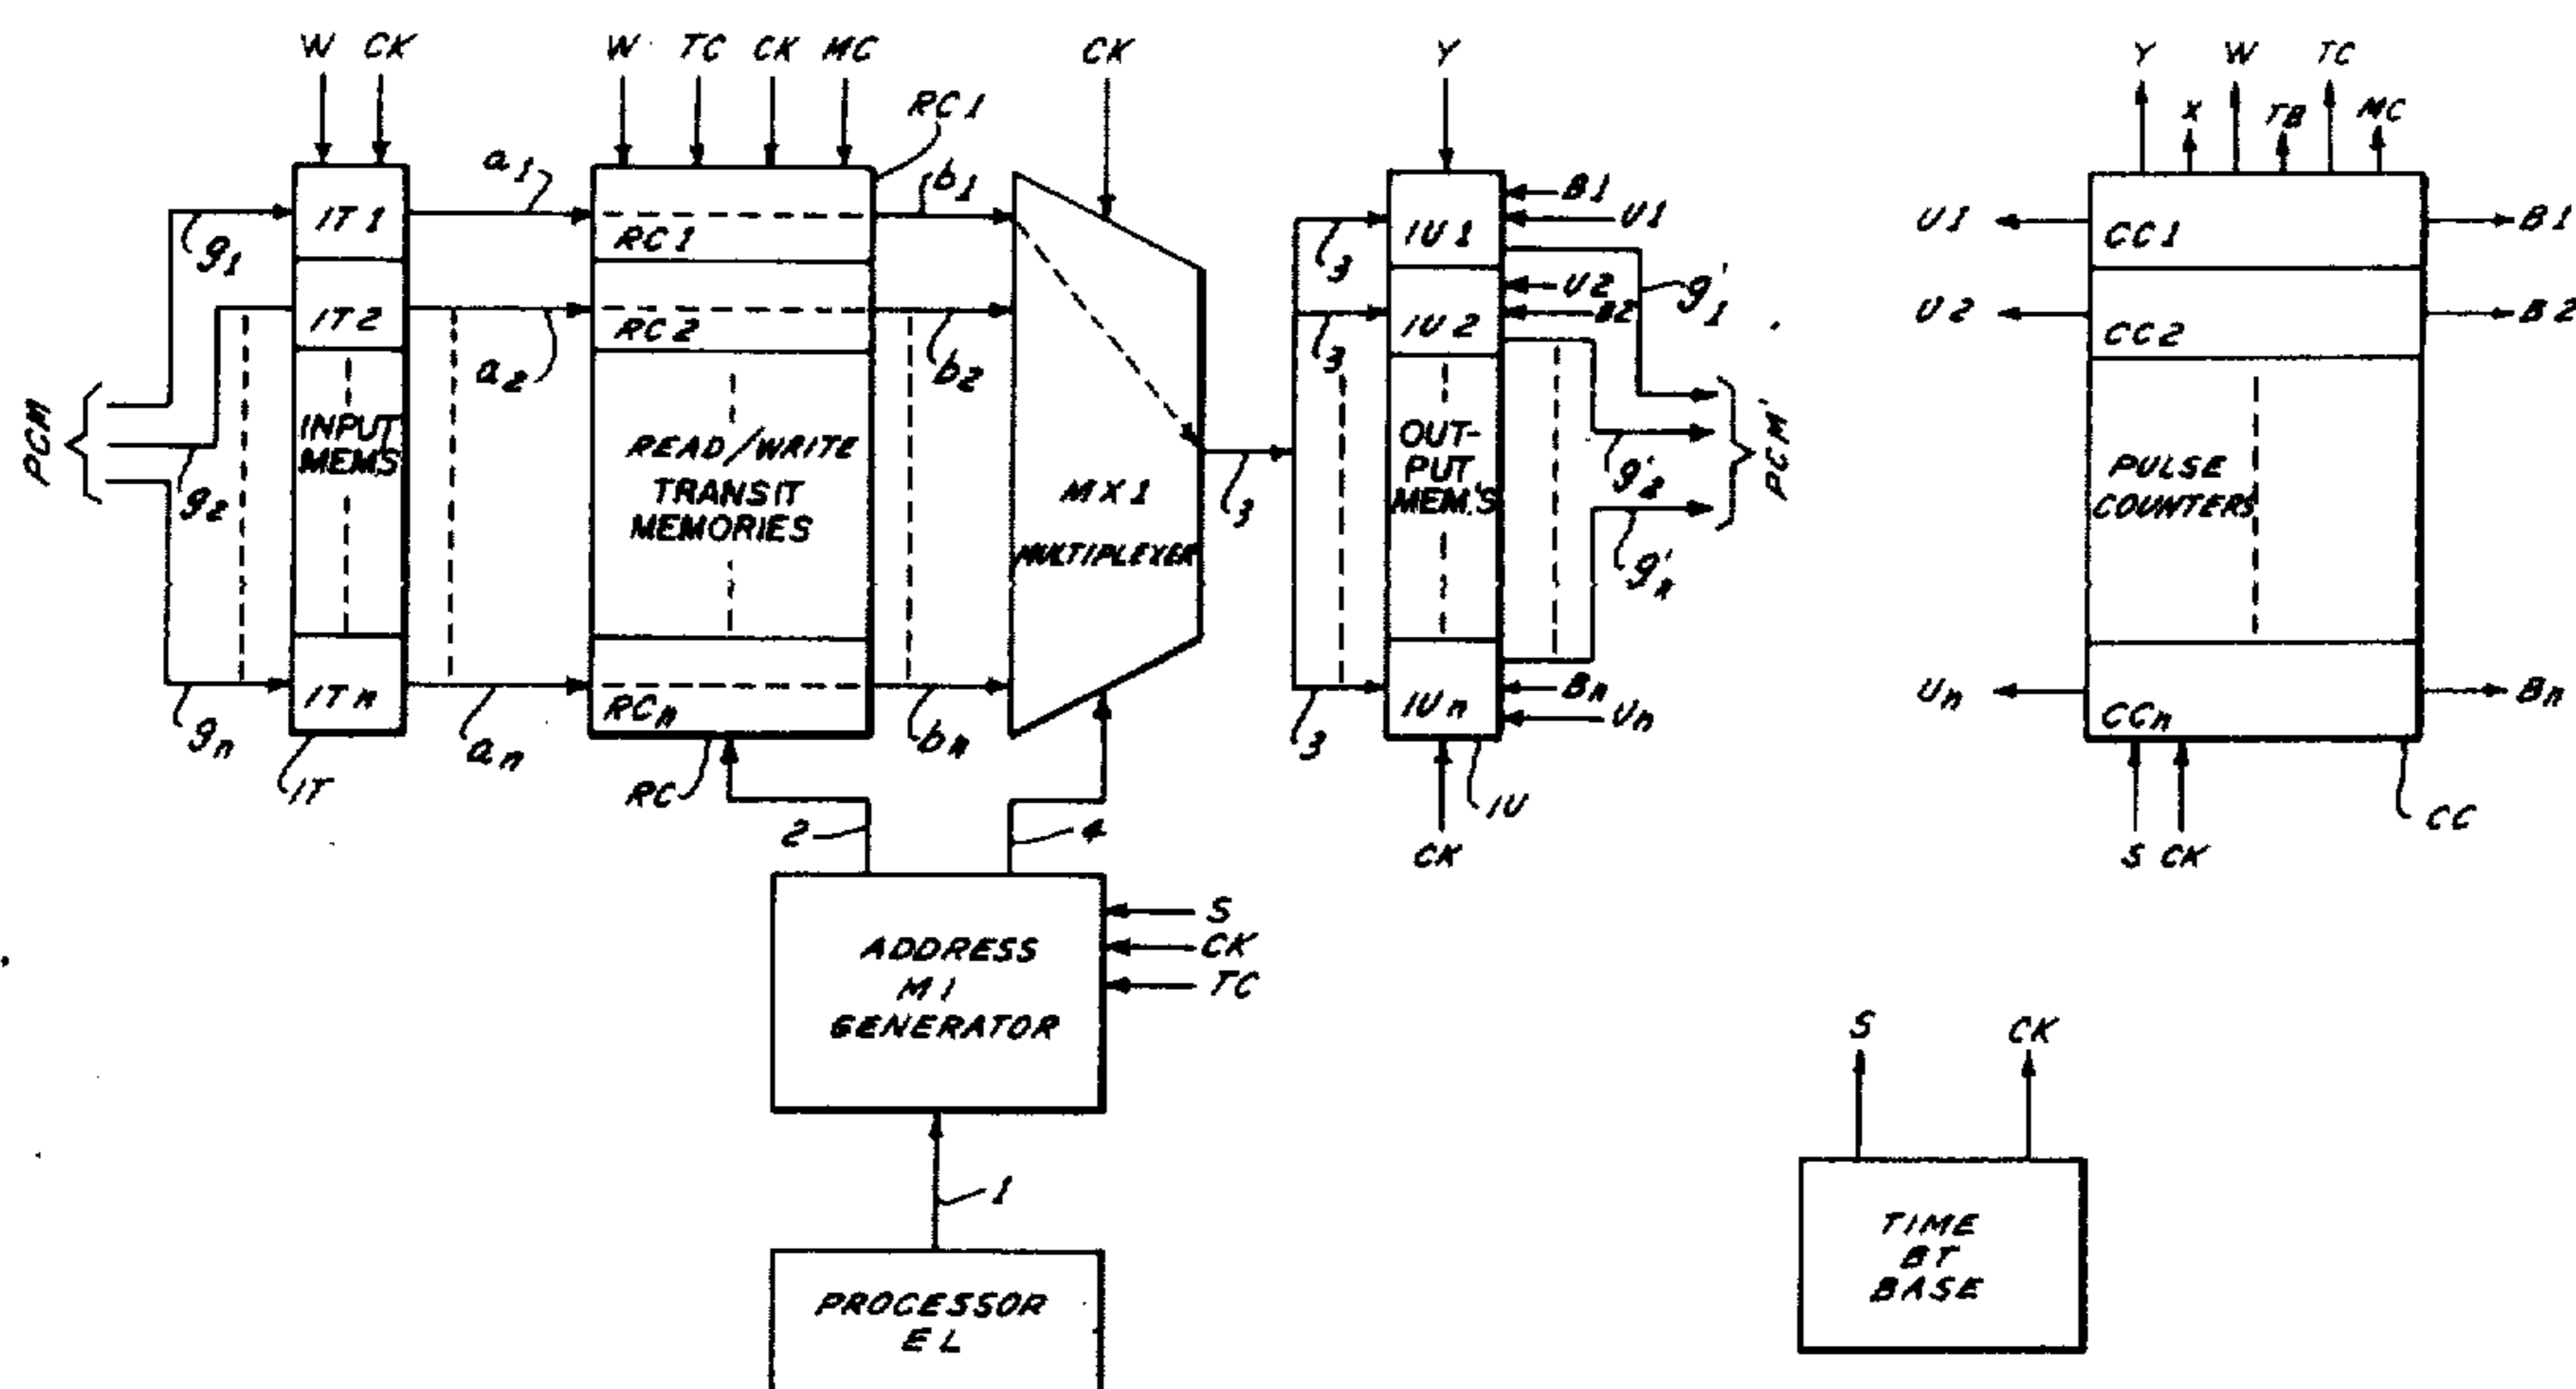 W CK W TC CK MC CK Y Y X W TB TC MC
RC1
a1 b1
IT1 RC1 3 IU1 B1 U1 U1 CC1 B1
g1
IT2 RC2 3 IU2 U2 B2 g'1 U2 CC2 B2
a2 b2
PCM
INPUT
MEMS
READ/WRITE
TRANSIT
MEMORIES
MX1
MULTIPLEXER
3
OUT-
PUT
MEM.'S
PCM'
g'2
g'n
PULSE
COUNTERS
g2
ITn RCn 3 IUn Bn Un Un CCn Bn
gn an bn
IT RC IU CC
2 4
CK S CK
ADDRESS
M1
GENERATOR
S
CK
TC
1
PROCESSOR
EL
S CK
TIME
BT
BASE